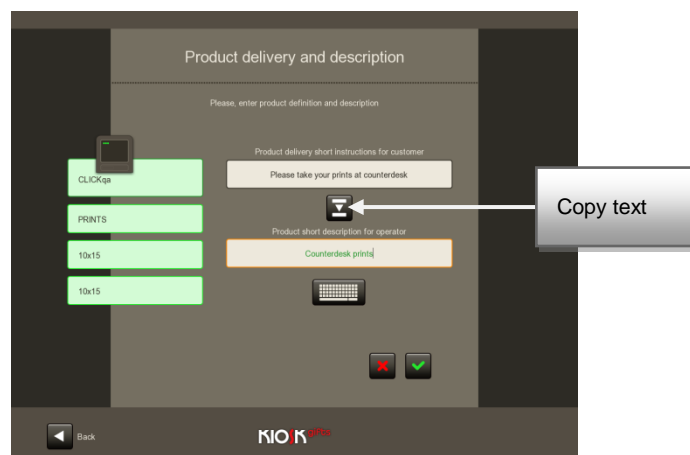 Product delivery and description
Please, enter product definition and description
Product delivery short instructions for customer
CLICKqa
Please take your prints at counterdesk
Copy text
PRINTS
Product short description for operator
10x15
Counterdesk prints
10x15
Back
KIOSK